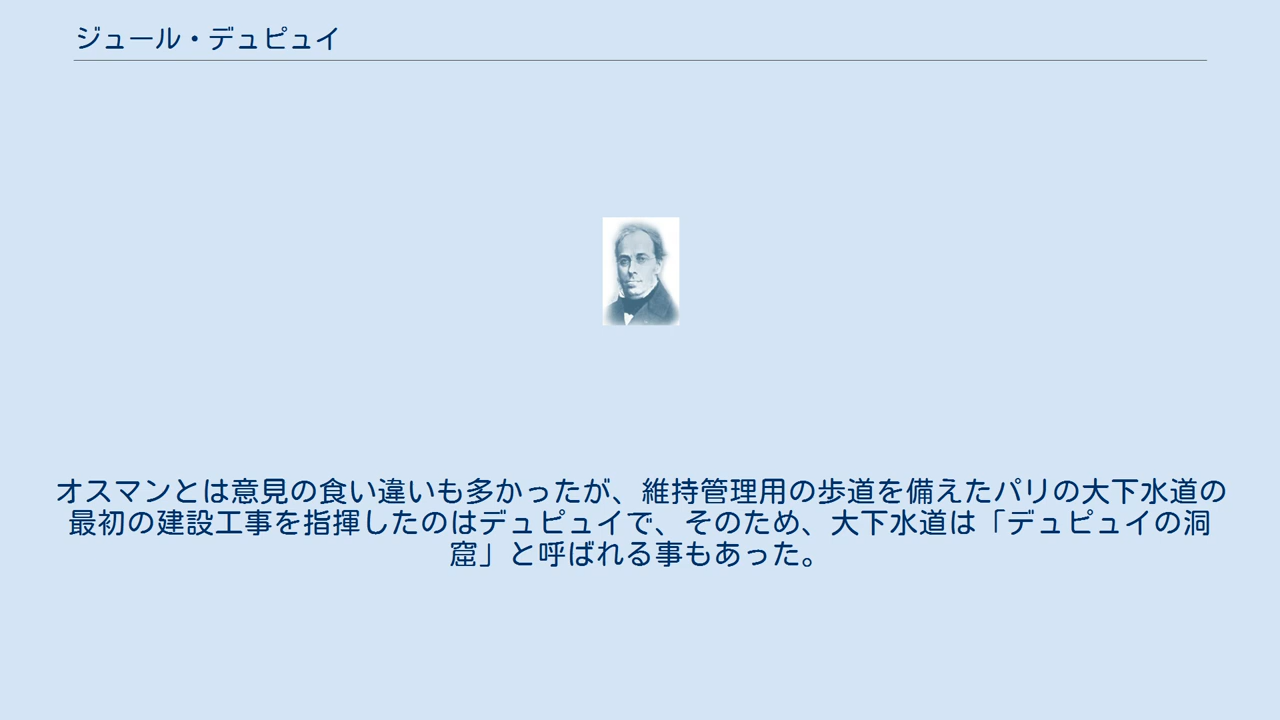 ジュール・デュピュイ
オスマンとは意見の食い違いも多かったが、維持管理用の歩道を備えたパリの大下水道の
最初の建設工事を指揮したのはデュピュイで、そのため、大下水道は「デュピュイの洞
窟」と呼ばれる事もあった。